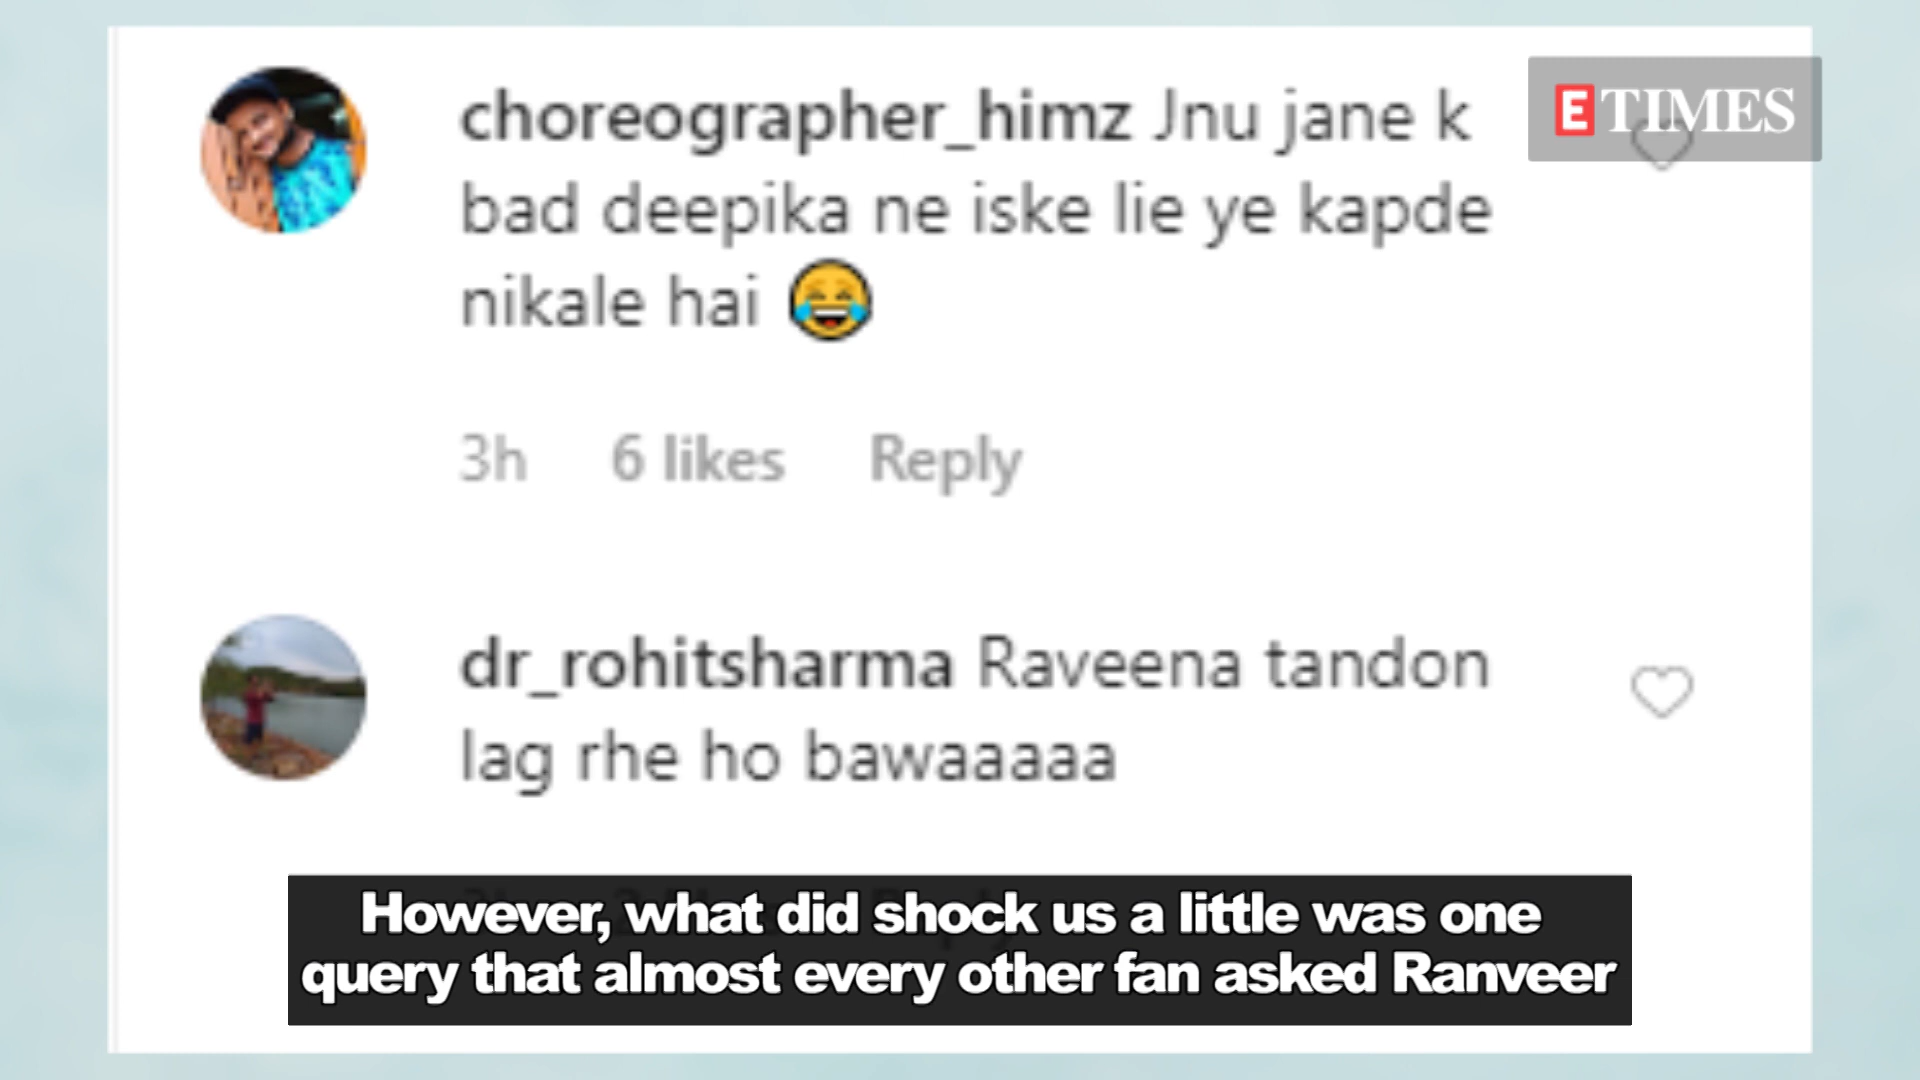 choreographer_himz Jnu jane k
ETIMES
bad deepika ne iske lie ye kapde
nikale hai 😂
3h 6 likes Reply
dr_rohitsharma Raveena tandon
lag rhe ho bawaaaaa
However, what did shock us a little was one
query that almost every other fan asked Ranveer